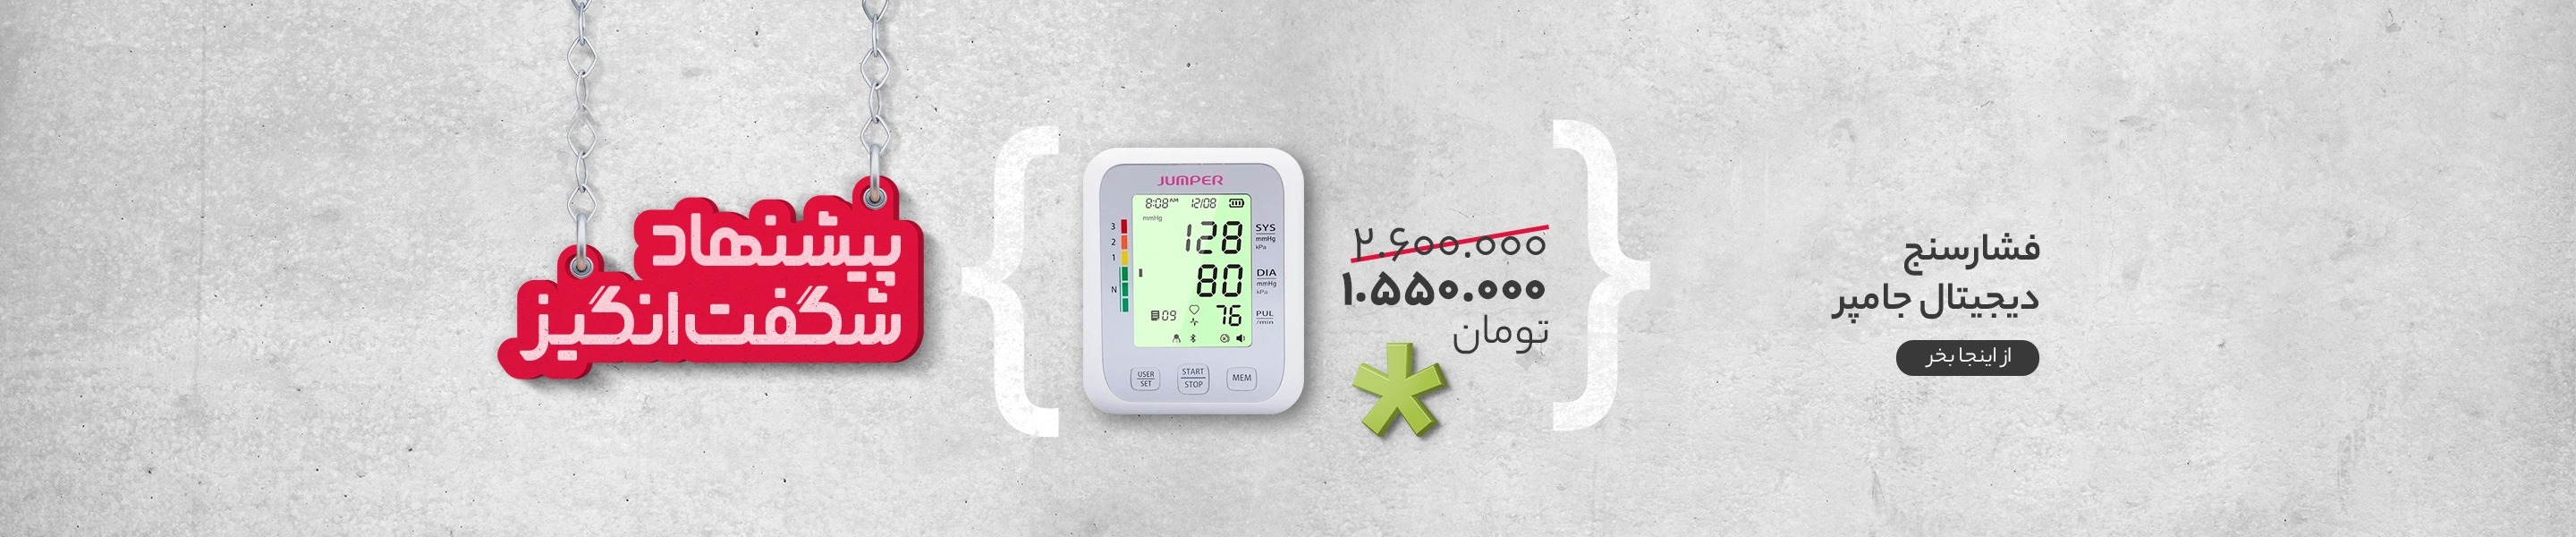 فشارسنج
دیجیتال جامپر
از اینجا بخر
۲.۶۰۰.۰۰۰
۱.۵۵۰.۰۰۰
تومان
JUMPER
8:08 AM 12/08
mmHg
128
SYS
mmHg
kPa
3
2
1
N
80
DIA
mmHg
kPa
09
76
PUL
/min
USER
SET
START
STOP
MEM
پیشنهاد
شگفت‌انگیز